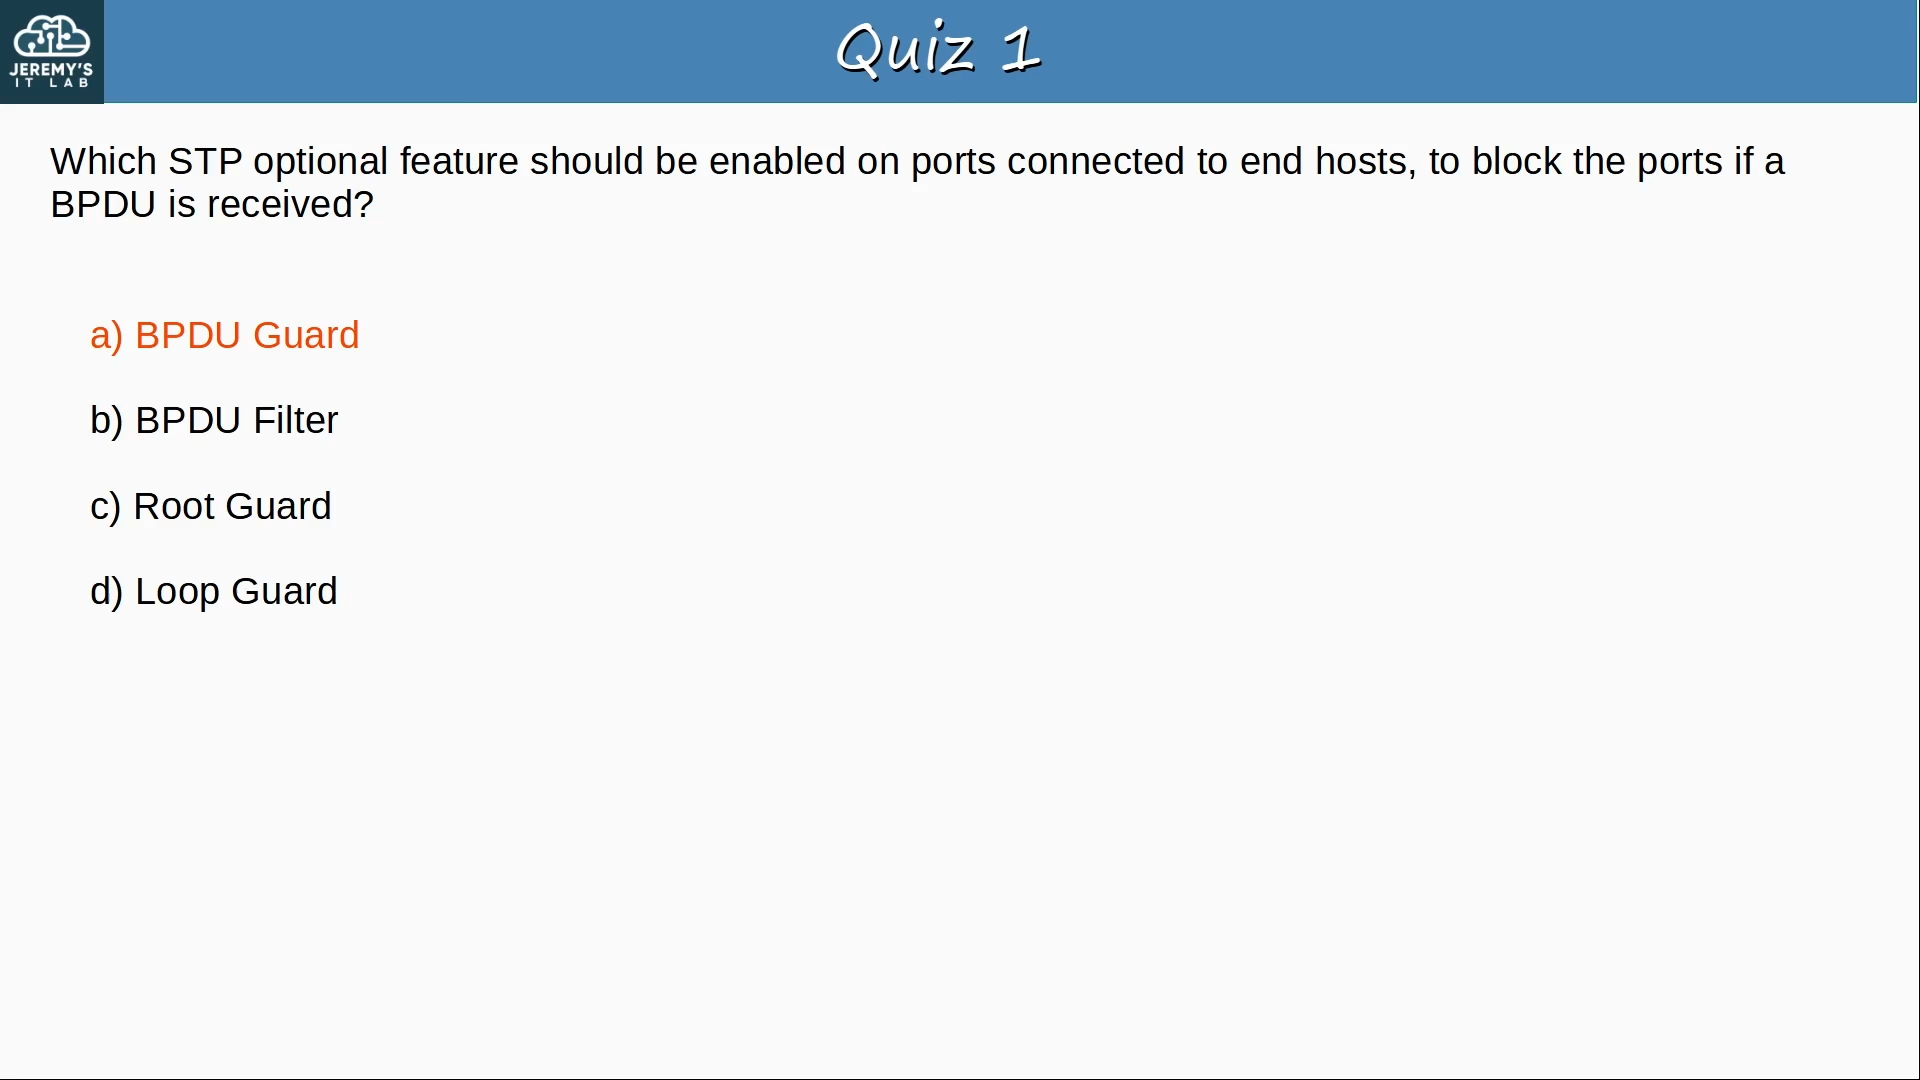 JEREMY'S
IT LAB
Quiz 1
Which STP optional feature should be enabled on ports connected to end hosts, to block the ports if a
BPDU is received?
a) BPDU Guard
b) BPDU Filter
c) Root Guard
d) Loop Guard